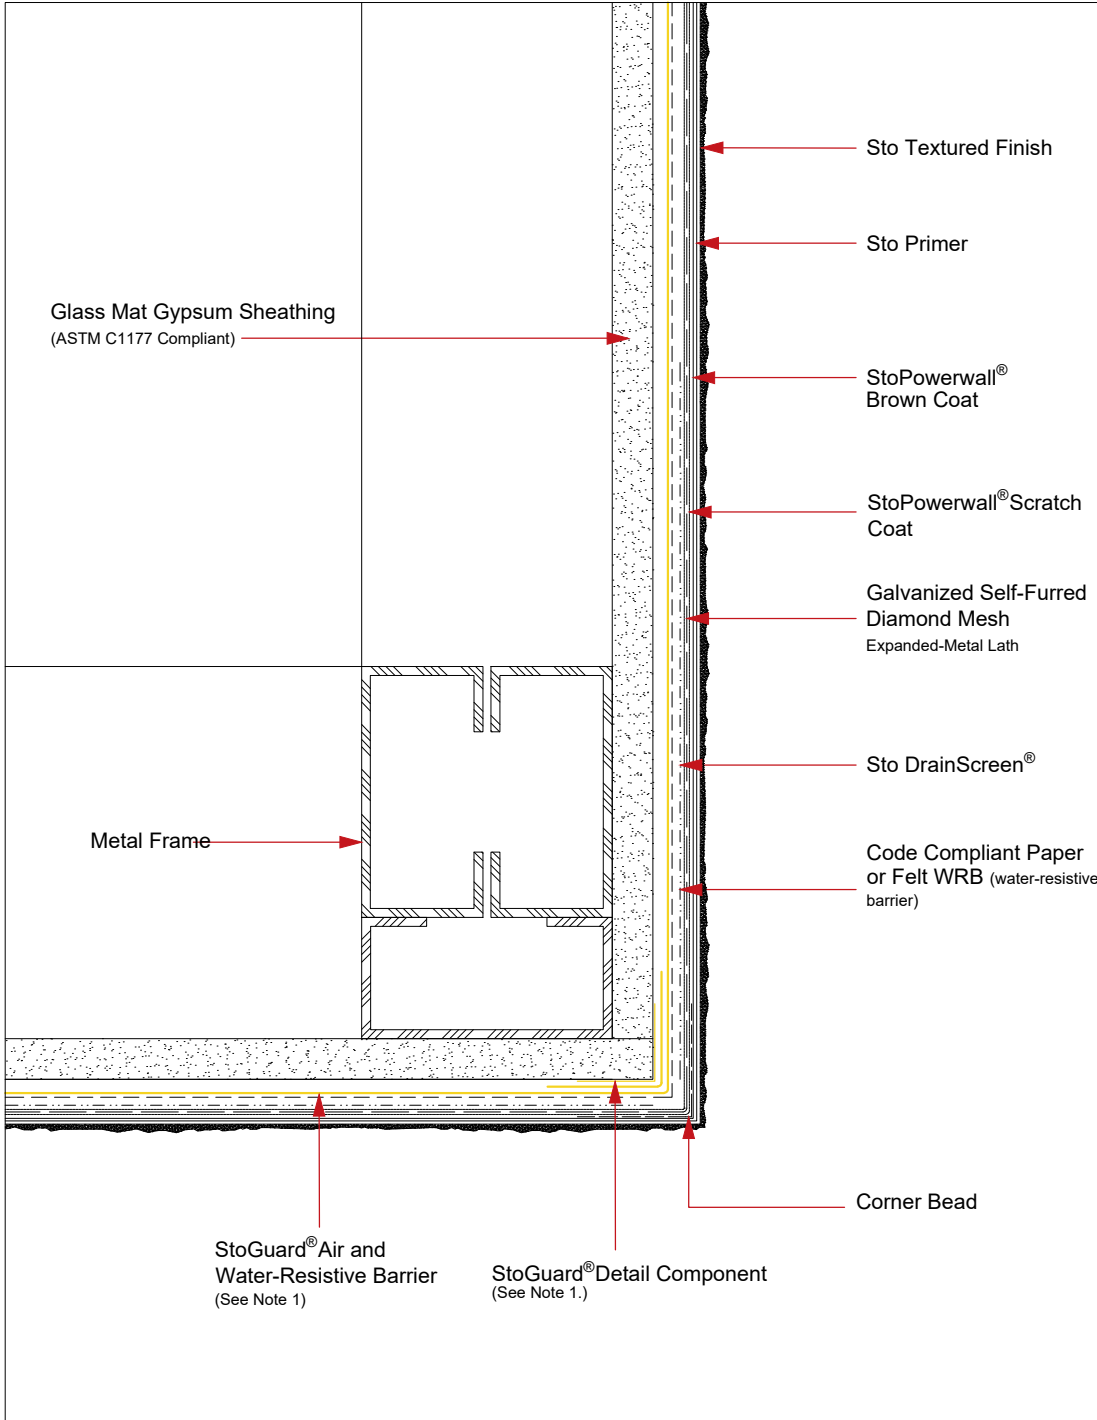 Sto Textured Finish
Sto Primer
Glass Mat Gypsum Sheathing
(ASTM C1177 Compliant)
StoPowerwall®
Brown Coat
StoPowerwall® Scratch
Coat
Galvanized Self-Furred
Diamond Mesh
Expanded-Metal Lath
Sto DrainScreen®
Metal Frame
Code Compliant Paper
or Felt WRB (water-resistive
barrier)
Corner Bead
StoGuard® Air and
Water-Resistive Barrier
(See Note 1)
StoGuard® Detail Component
(See Note 1.)